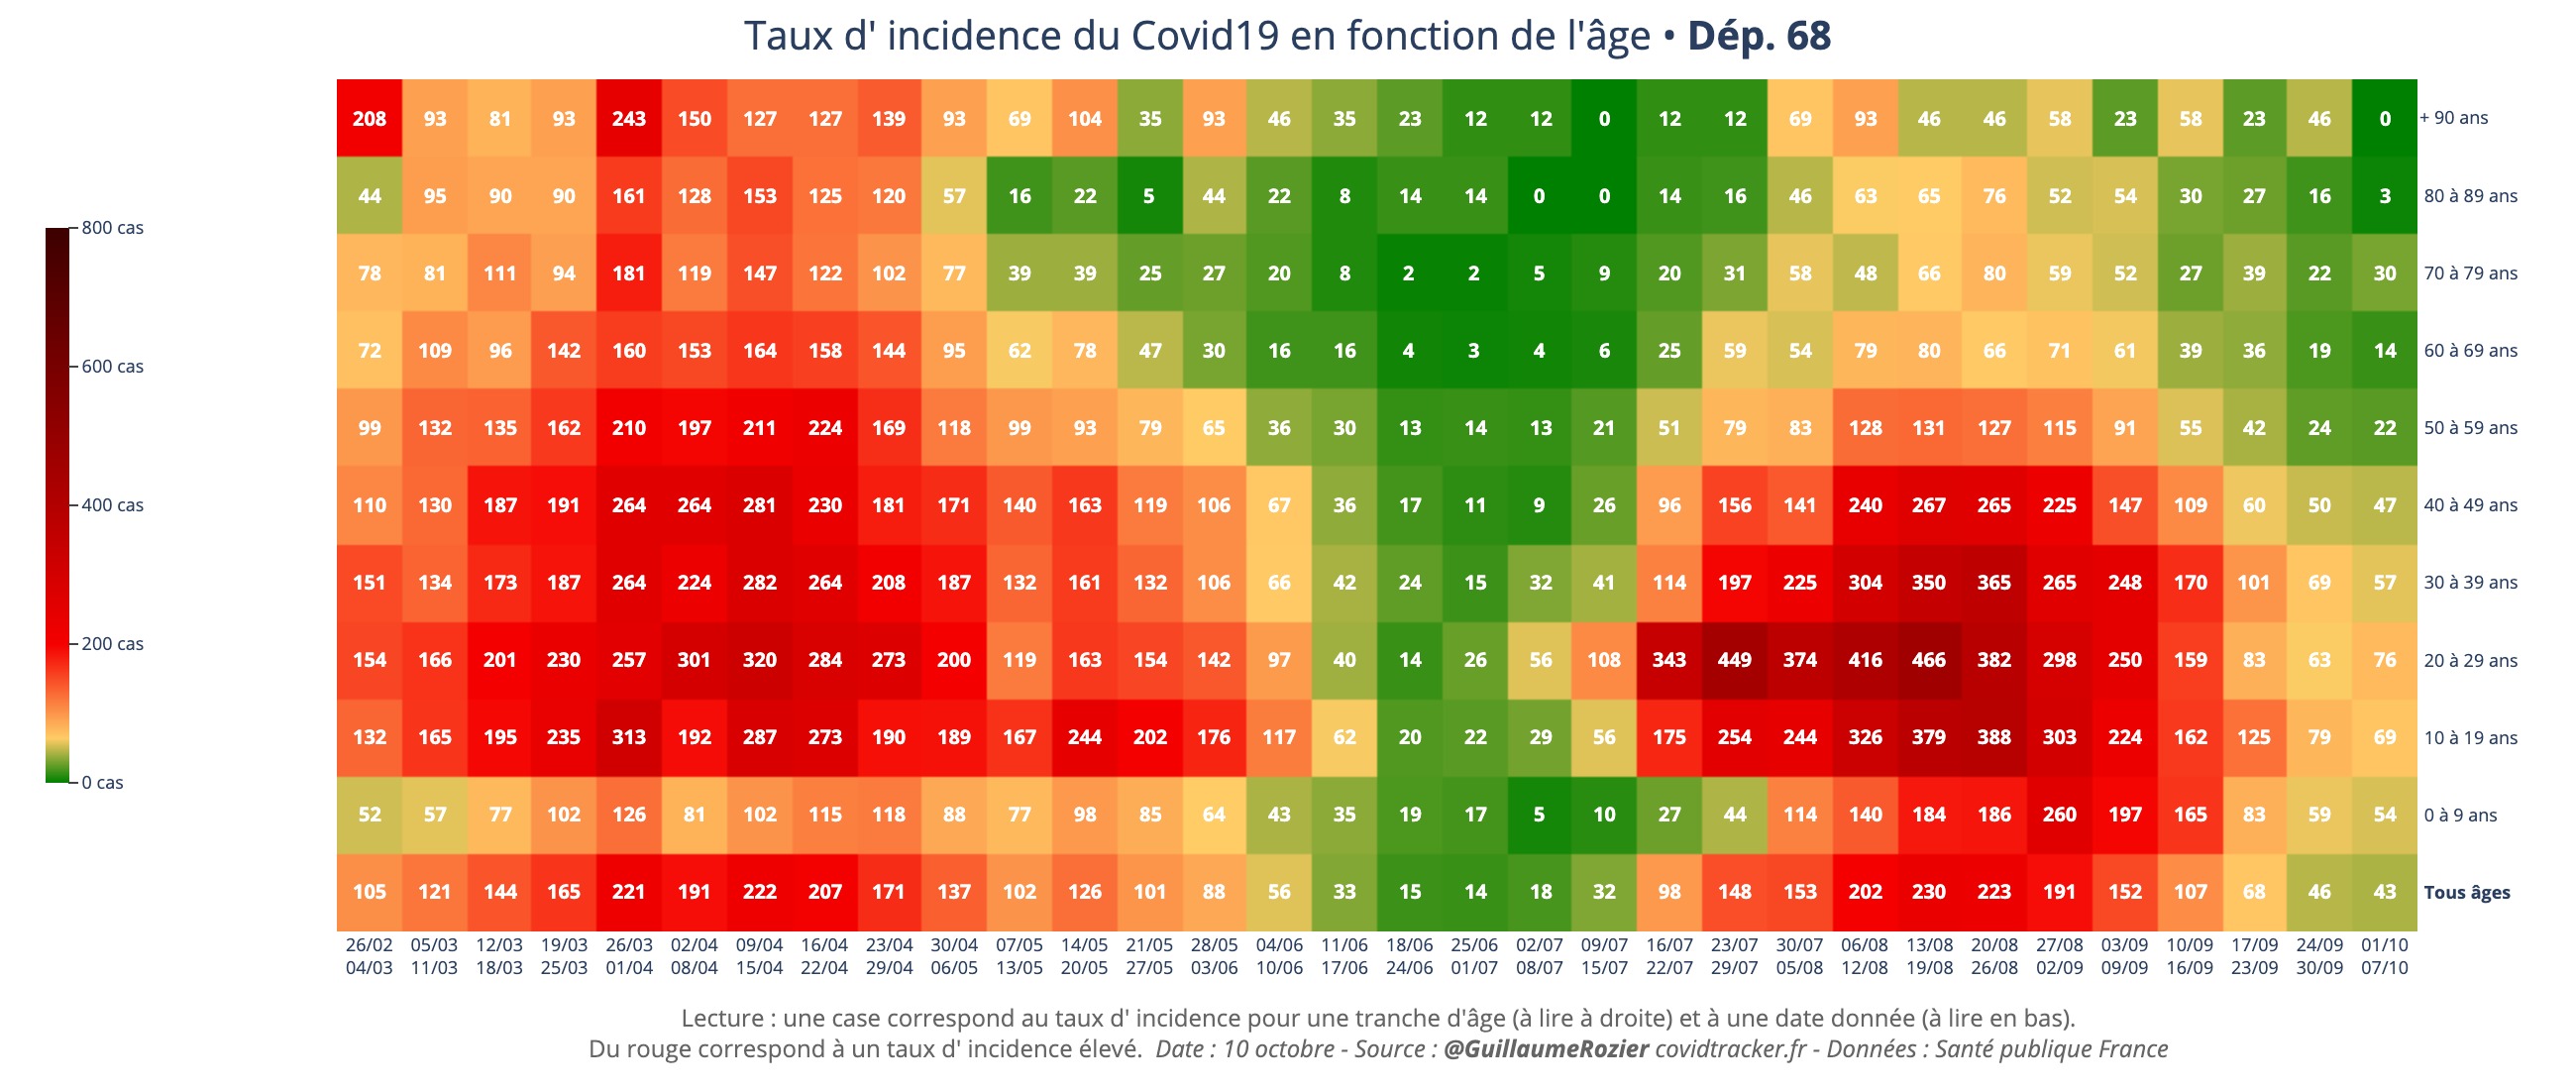 Taux d' incidence du Covid19 en fonction de l'âge • Dép. 68
208 93 81 93 243 150 127 127 139 93 69 104 35 93 46 35 23 12 12 0 12 12 69 93 46 46 58 23 58 23 46 0 + 90 ans
44 95 90 90 161 128 153 125 120 57 16 22 5 44 22 8 14 14 0 0 14 16 46 63 65 76 52 54 30 27 16 3 80 à 89 ans
800 cas
78 81 111 94 181 119 147 122 102 77 39 39 25 27 20 8 2 2 5 9 20 31 58 48 66 80 59 52 27 39 22 30 70 à 79 ans
72 109 96 142 160 153 164 158 144 95 62 78 47 30 16 16 4 3 4 6 25 59 54 79 80 66 71 61 39 36 19 14 60 à 69 ans
600 cas
99 132 135 162 210 197 211 224 169 118 99 93 79 65 36 30 13 14 13 21 51 79 83 128 131 127 115 91 55 42 24 22 50 à 59 ans
400 cas
110 130 187 191 264 264 281 230 181 171 140 163 119 106 67 36 17 11 9 26 96 156 141 240 267 265 225 147 109 60 50 47 40 à 49 ans
151 134 173 187 264 224 282 264 208 187 132 161 132 106 66 42 24 15 32 41 114 197 225 304 350 365 265 248 170 101 69 57 30 à 39 ans
200 cas
154 166 201 230 257 301 320 284 273 200 119 163 154 142 97 40 14 26 56 108 343 449 374 416 466 382 298 250 159 83 63 76 20 à 29 ans
132 165 195 235 313 192 287 273 190 189 167 244 202 176 117 62 20 22 29 56 175 254 244 326 379 388 303 224 162 125 79 69 10 à 19 ans
0 cas
52 57 77 102 126 81 102 115 118 88 77 98 85 64 43 35 19 17 5 10 27 44 114 140 184 186 260 197 165 83 59 54 0 à 9 ans
105 121 144 165 221 191 222 207 171 137 102 126 101 88 56 33 15 14 18 32 98 148 153 202 230 223 191 152 107 68 46 43 Tous âges
26/02 05/03 12/03 19/03 26/03 02/04 09/04 16/04 23/04 30/04 07/05 14/05 21/05 28/05 04/06 11/06 18/06 25/06 02/07 09/07 16/07 23/07 30/07 06/08 13/08 20/08 27/08 03/09 10/09 17/09 24/09 01/10
04/03 11/03 18/03 25/03 01/04 08/04 15/04 22/04 29/04 06/05 13/05 20/05 27/05 03/06 10/06 17/06 24/06 01/07 08/07 15/07 22/07 29/07 05/08 12/08 19/08 26/08 02/09 09/09 16/09 23/09 30/09 07/10
Lecture : une case correspond au taux d' incidence pour une tranche d'âge (à lire à droite) et à une date donnée (à lire en bas).
Du rouge correspond à un taux d' incidence élevé. Date : 10 octobre - Source : @GuillaumeRozier covidtracker.fr - Données : Santé publique France